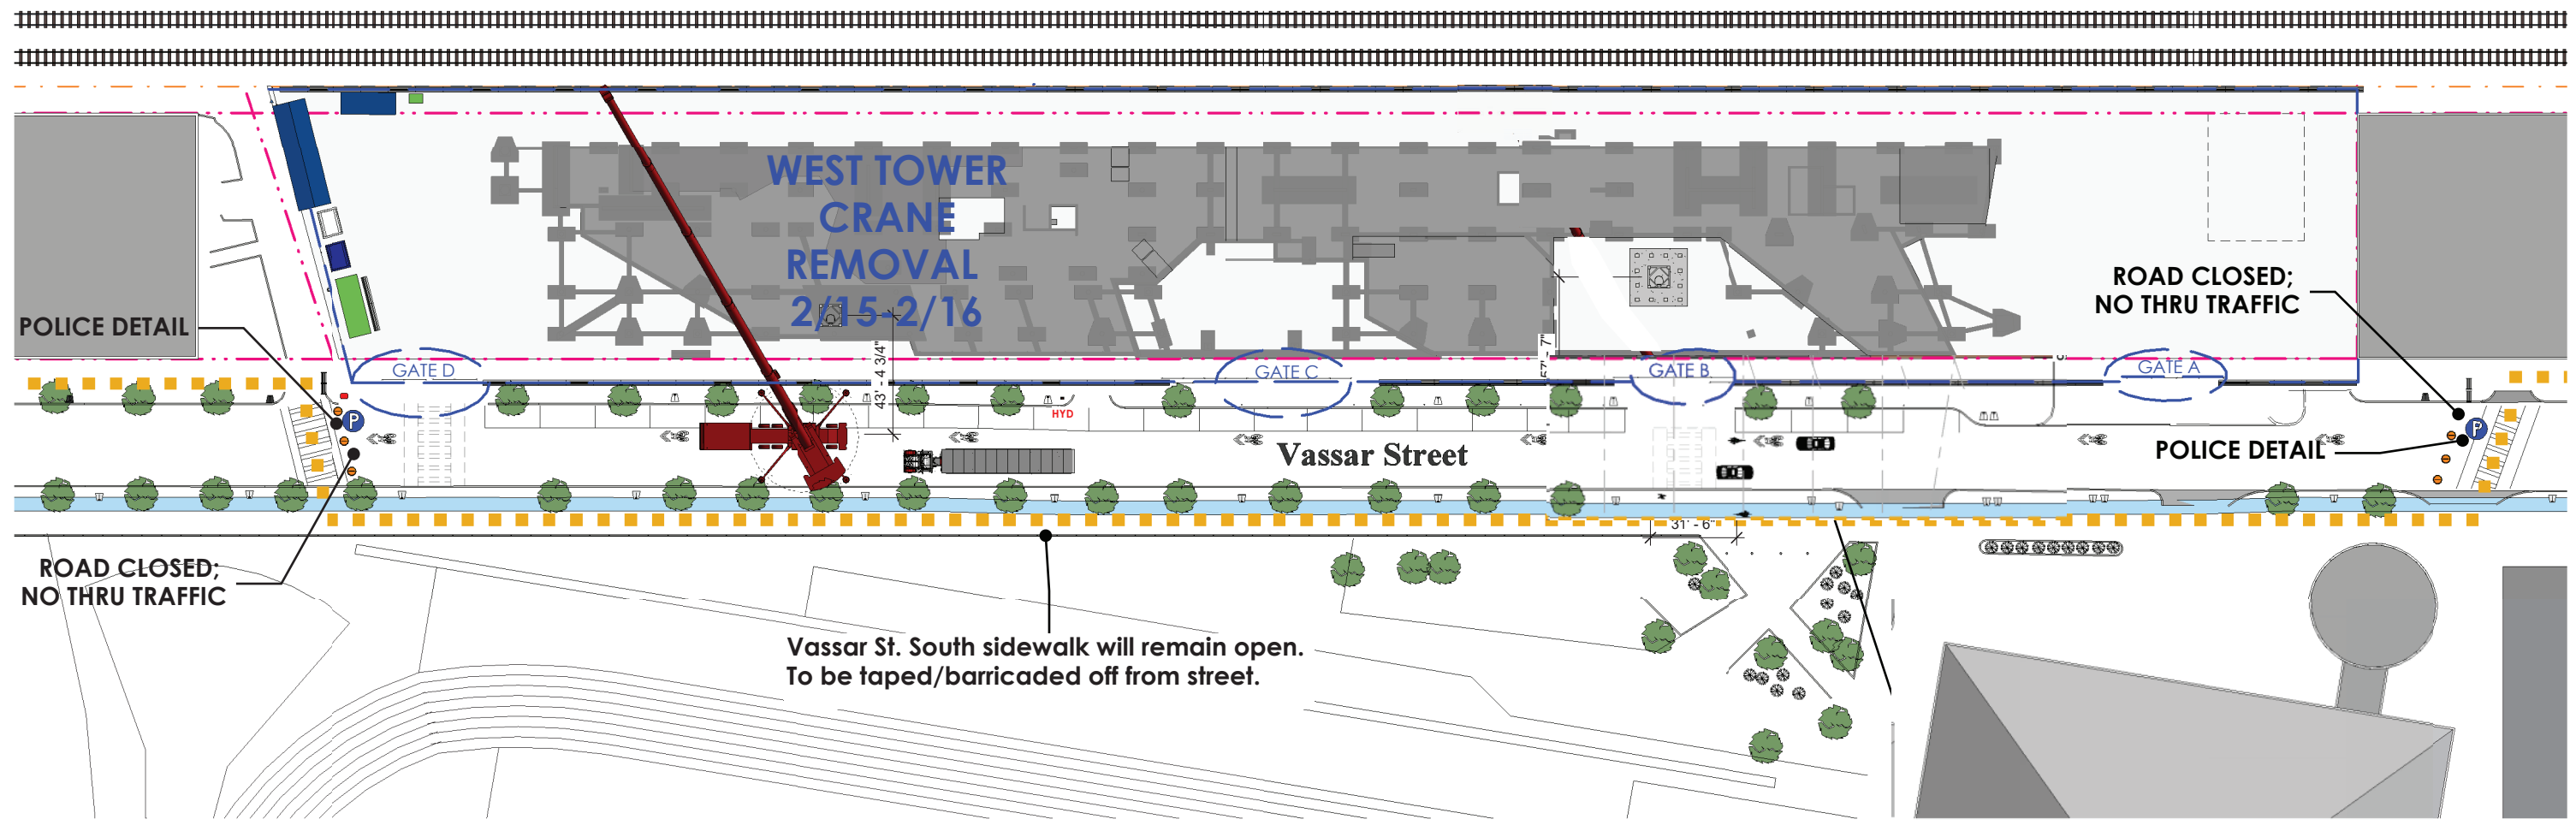 WEST TOWER
CRANE
REMOVAL
2/15-2/16
ROAD CLOSED;
NO THRU TRAFFIC
POLICE DETAIL
43' - 4 3/4"
GATE D
GATE C
GATE B
GATE A
HYD
P
P
Vassar Street
POLICE DETAIL
31' - 6"
ROAD CLOSED;
NO THRU TRAFFIC
Vassar St. South sidewalk will remain open.
To be taped/barricaded off from street.